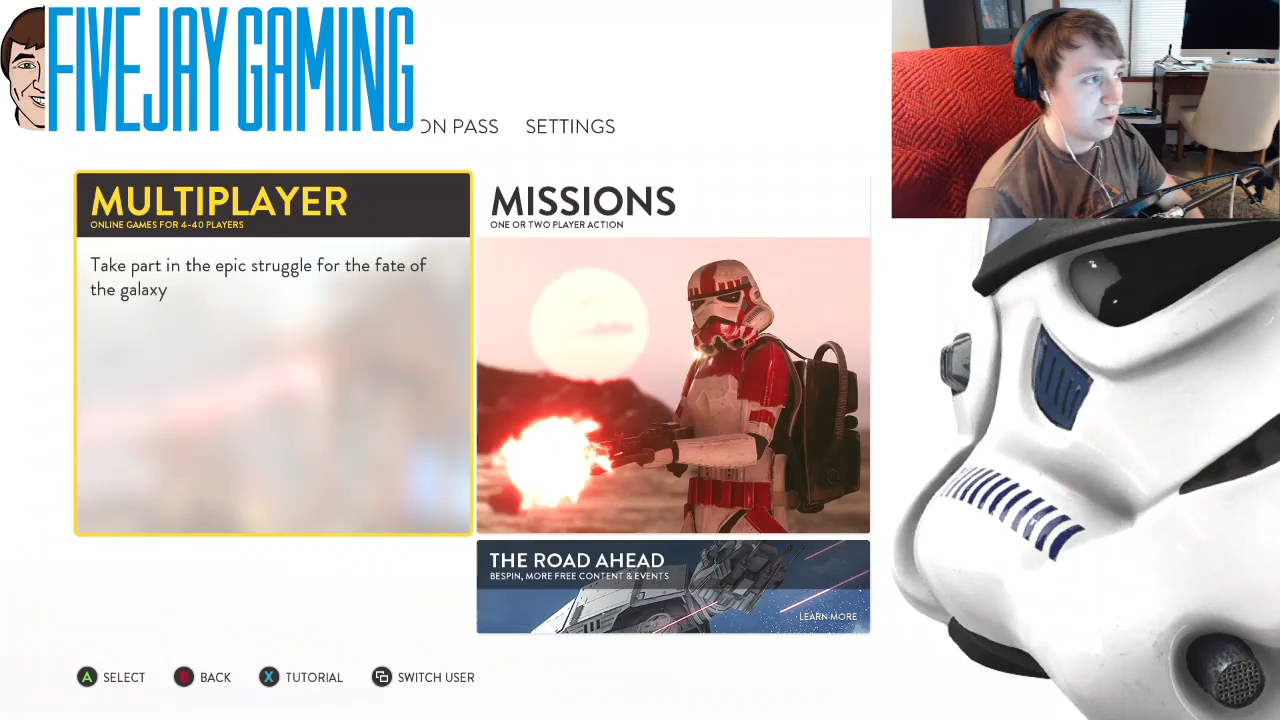 FIVEJAYGAMING
ON PASS SETTINGS
MULTIPLAYER
ONLINE GAMES FOR 4-40 PLAYERS
Take part in the epic struggle for the fate of
the galaxy
MISSIONS
ONE OR TWO PLAYER ACTION
THE ROAD AHEAD
BESPIN, MORE FREE CONTENT & EVENTS
LEARN MORE
A SELECT B BACK X TUTORIAL SWITCH USER